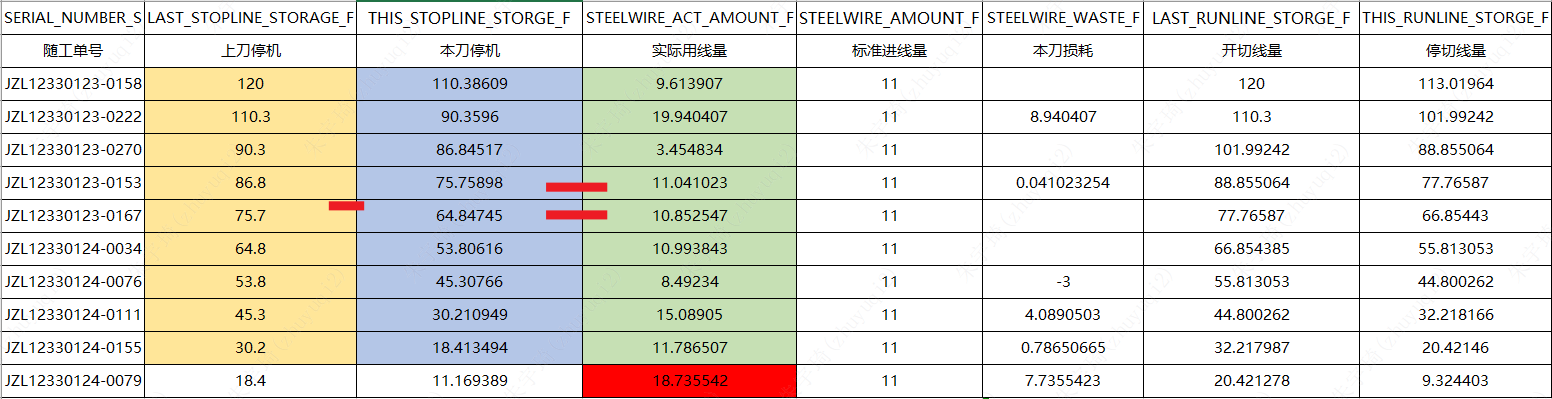 SERIAL_NUMBER_S LAST_STOPLINE_STORAGE_F THIS_STOPLINE_STORGE_F STEELWIRE_ACT_AMOUNT_F STEELWIRE_AMOUNT_F STEELWIRE_WASTE_F LAST_RUNLINE_STORGE_F THIS_RUNLINE_STORGE_F
随工单号 上刀停机 本刀停机 实际用线量 标准进线量 本刀损耗 开切线量 停切线量
JZL12330123-0158 120 110.38609 9.613907 11 120 113.01964
JZL12330123-0222 110.3 90.3596 19.940407 11 8.940407 110.3 101.99242
JZL12330123-0270 90.3 86.84517 3.454834 11 101.99242 88.855064
JZL12330123-0153 86.8 75.75898 11.041023 11 0.041023254 88.855064 77.76587
JZL12330123-0167 75.7 64.84745 10.852547 11 77.76587 66.85443
JZL12330124-0034 64.8 53.80616 10.993843 11 66.854385 55.813053
JZL12330124-0076 53.8 45.30766 8.49234 11 -3 55.813053 44.800262
JZL12330124-0111 45.3 30.210949 15.08905 11 4.0890503 44.800262 32.218166
JZL12330124-0155 30.2 18.413494 11.786507 11 0.78650665 32.217987 20.42146
JZL12330124-0079 18.4 11.169389 18.735542 11 7.7355423 20.421278 9.324403